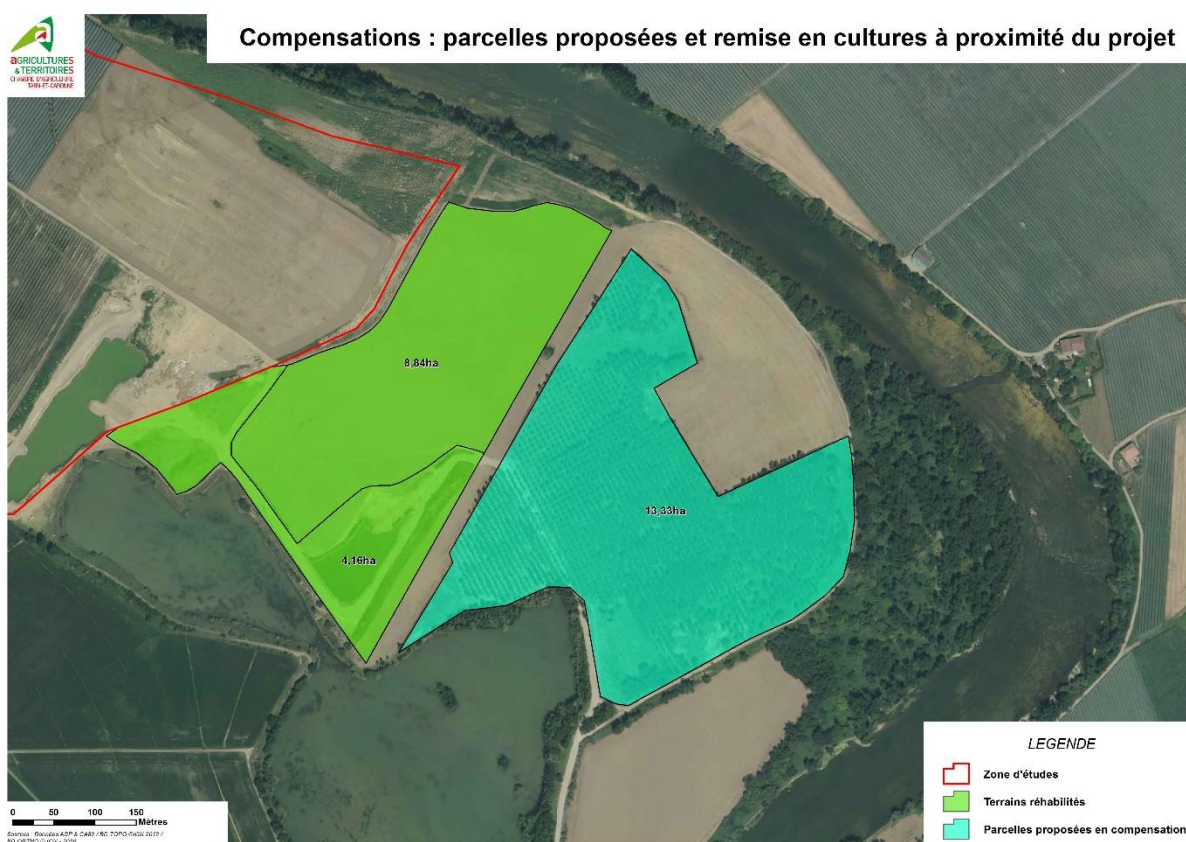 aGRICULTURES
& TERRITOIRES
CHAMBRE D'AGRICULTURE
TARN-ET-GARONNE
Compensations : parcelles proposées et remise en cultures à proximité du projet
8,84ha
13,33ha
4,16ha
LEGENDE
Zone d'études
Terrains réhabilités
Parcelles proposées en compensation
0 50 100 150
Mètres